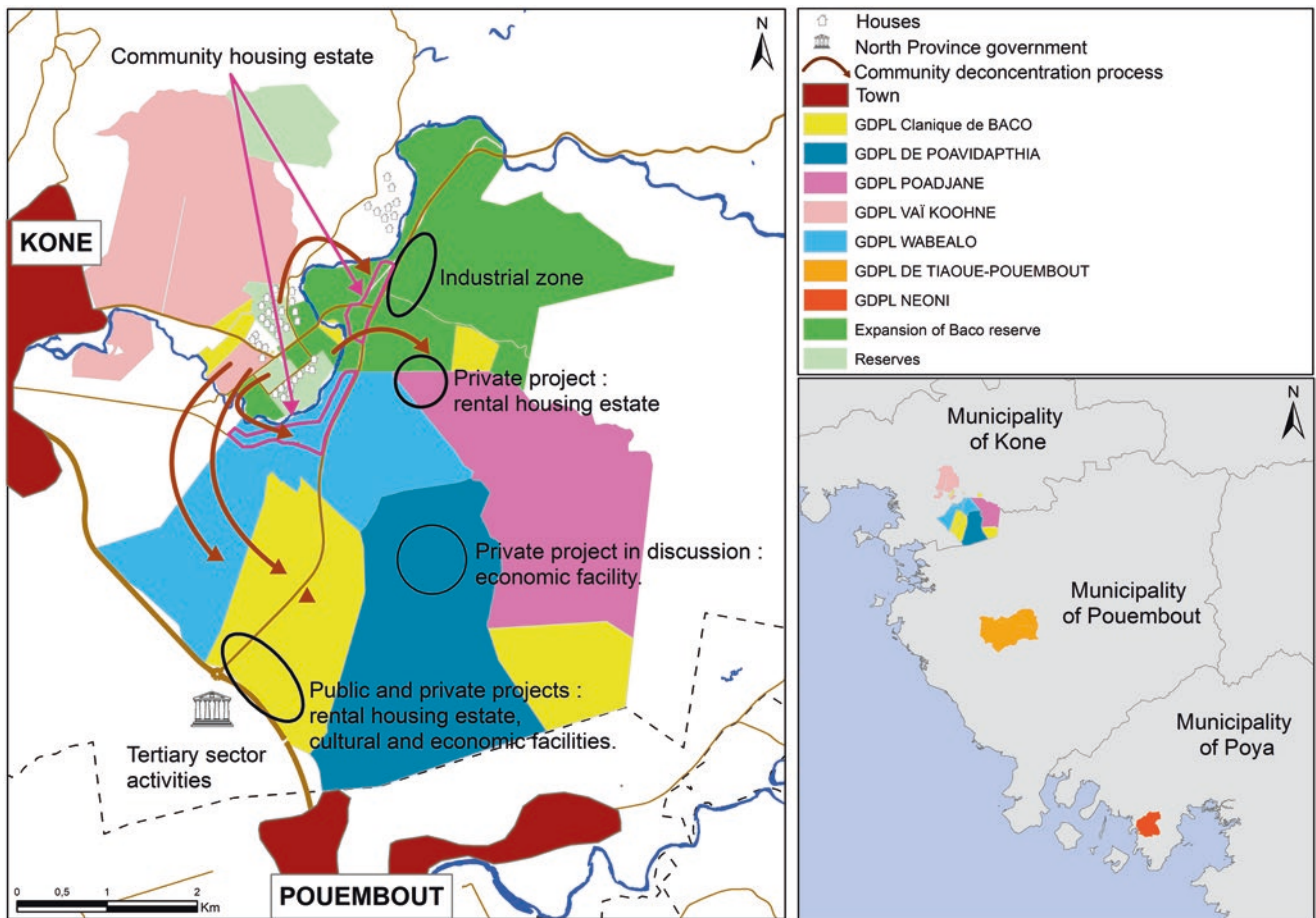 Community housing estate
N
KONE
Industrial zone
Private project :
rental housing estate
Private project in discussion :
economic facility.
Public and private projects :
rental housing estate,
cultural and economic facilities.
Tertiary sector
activities
POUEMBOUT
0 0,5 1 2
Km
Houses
North Province government
Community deconcentration process
Town
GDPL Clanique de BACO
GDPL DE POAVIDAPTHIA
GDPL POADJANE
GDPL VAÏ KOOHNE
GDPL WABEALO
GDPL DE TIAOUE-POUEMBOUT
GDPL NEONI
Expansion of Baco reserve
Reserves
N
Municipality
of Kone
Municipality
of Pouembout
Municipality
of Poya